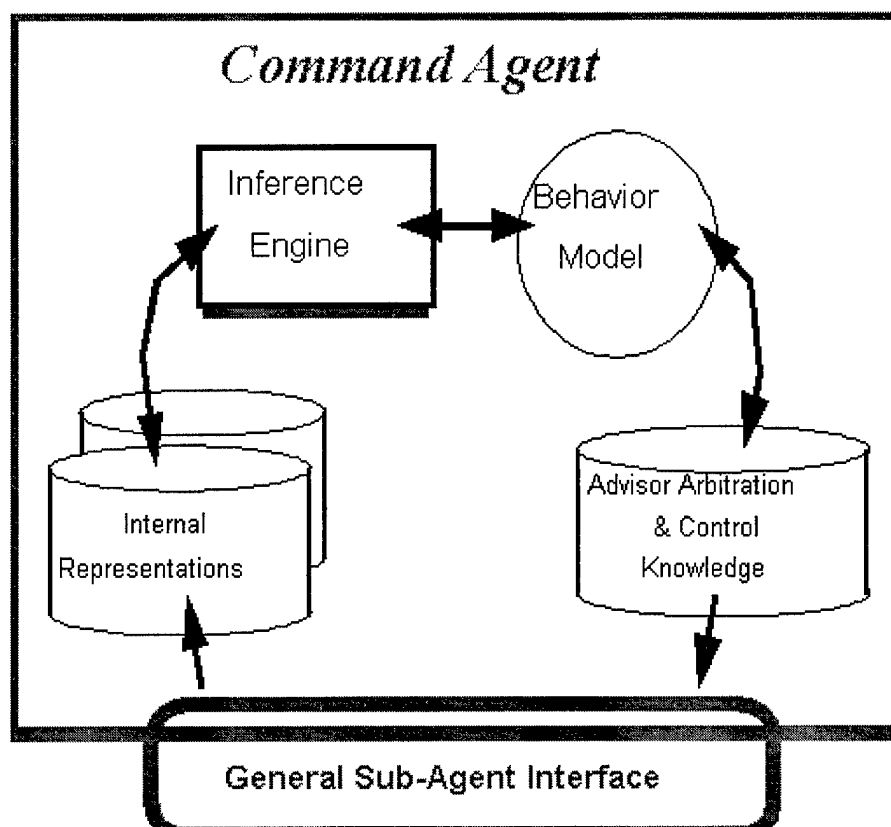 Command Agent
Inference
Engine
Behavior
Model
Internal
Representations
Advisor Arbitration
& Control
Knowledge
General Sub-Agent Interface